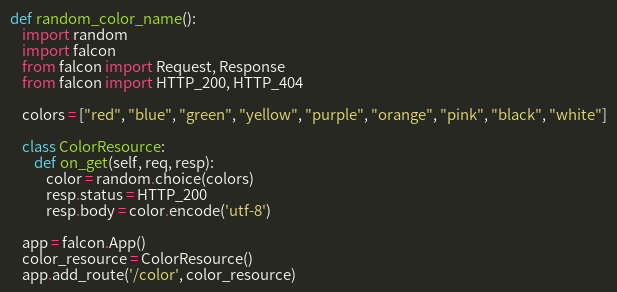 def random_color_name():
    import random
    import falcon
    from falcon import Request, Response
    from falcon import HTTP_200, HTTP_404

    colors = ["red", "blue", "green", "yellow", "purple", "orange", "pink", "black", "white"]

    class ColorResource:
        def on_get(self, req, resp):
            color = random.choice(colors)
            resp.status = HTTP_200
            resp.body = color.encode('utf-8')

    app = falcon.App()
    color_resource = ColorResource()
    app.add_route('/color', color_resource)